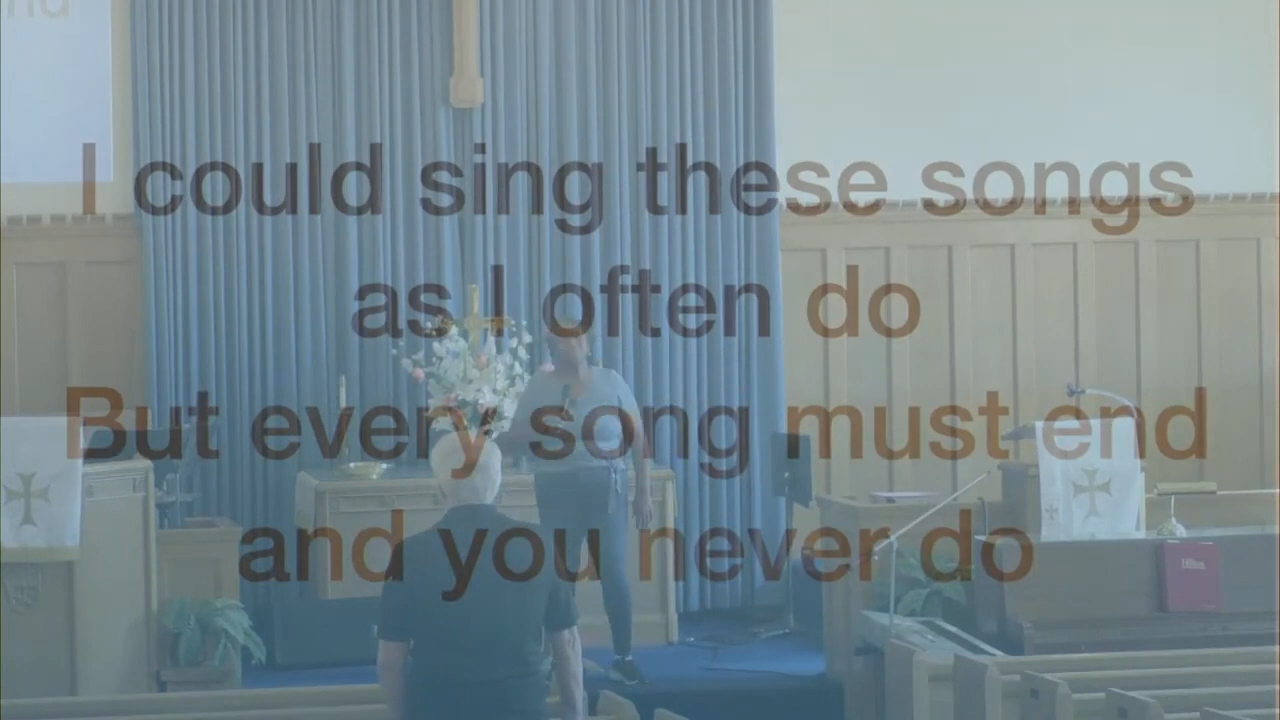 I could sing these songs
as I often do
But every song must end
and you never do